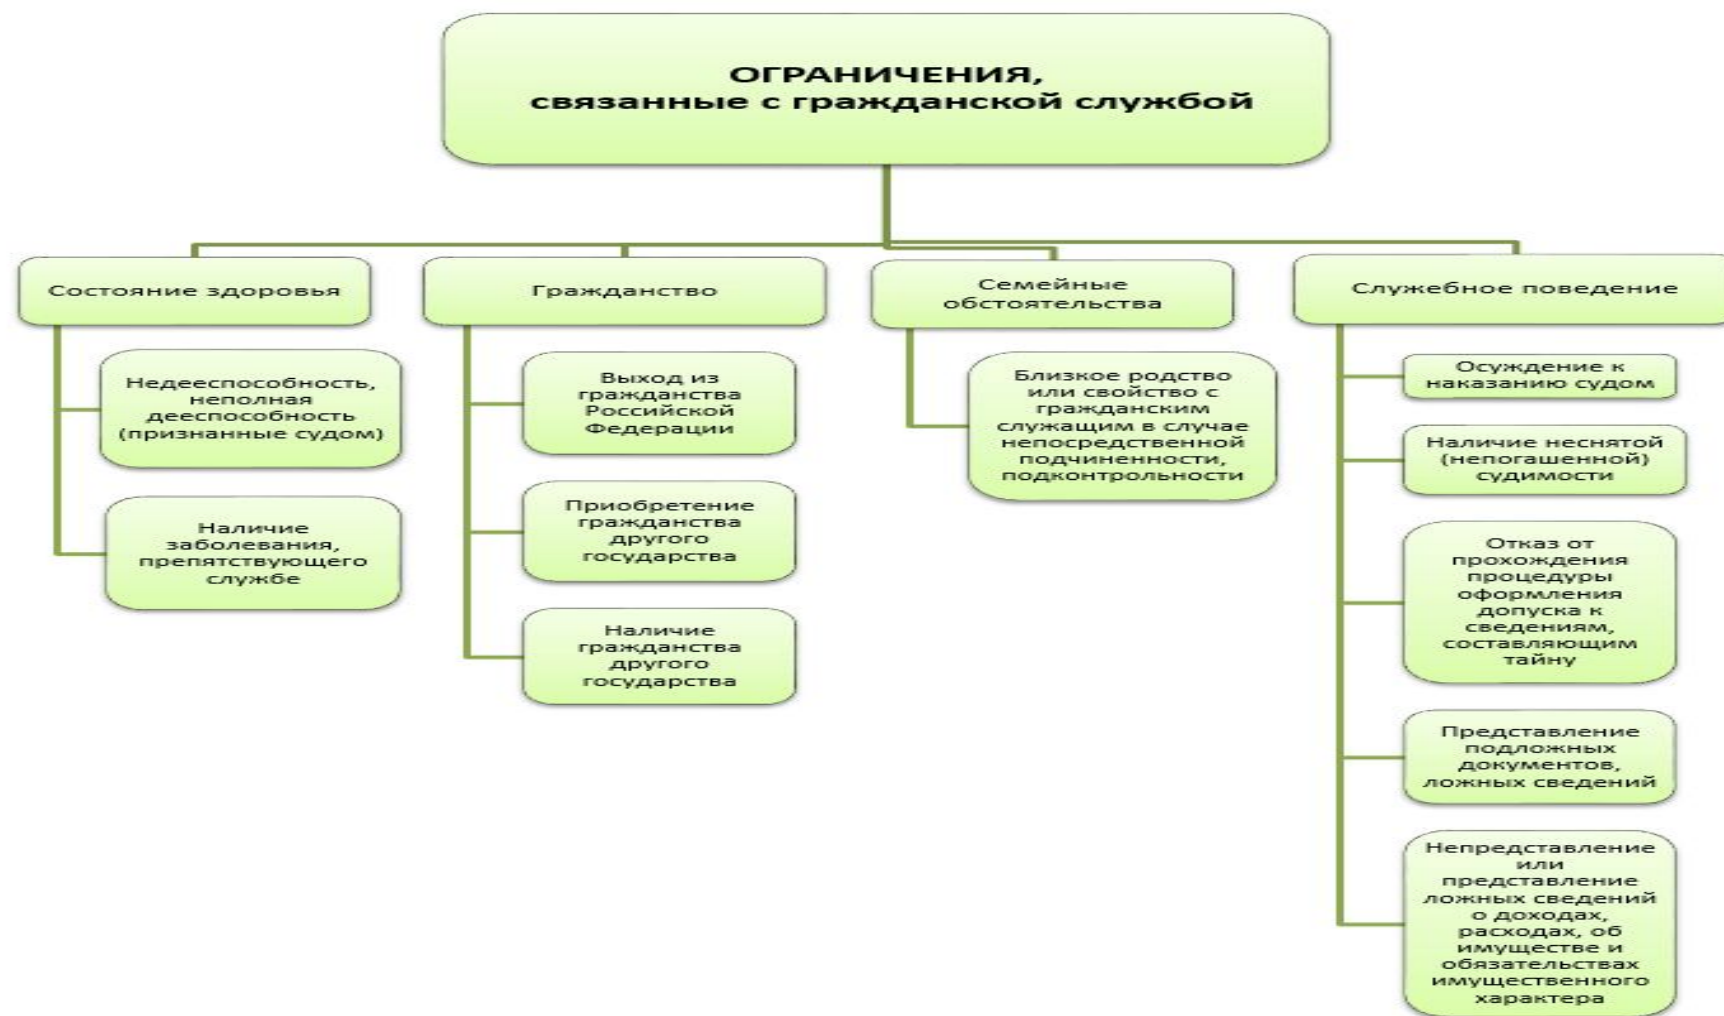 ОГРАНИЧЕНИЯ,
связанные с гражданской службой
Состояние здоровья
Недееспособность,
неполная
дееспособность
(признанные судом)
Наличие
заболевания,
препятствующего
службе
Гражданство
Выход из
гражданства
Российской
Федерации
Приобретение
гражданства
другого
государства
Наличие
гражданства
другого
государства
Семейные
обстоятельства
Близкое родство
или свойство с
гражданским
служащим в случае
непосредственной
подчиненности,
подконтрольности
Служебное поведение
Осуждение к
наказанию судом
Наличие неснятой
(непогашенной)
судимости
Отказ от
прохождения
процедуры
оформления
допуска к
сведениям,
составляющим
тайну
Представление
подложных
документов,
ложных сведений
Непредставление
или
представление
ложных сведений
о доходах,
расходах, об
имуществе и
обязательствах
имущественного
характера